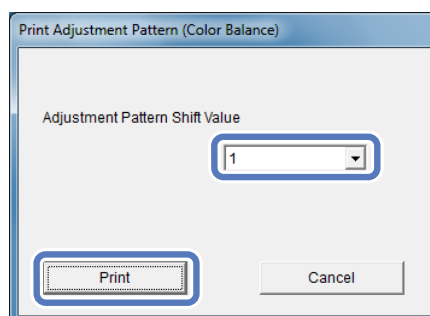 Print Adjustment Pattern (Color Balance)
Adjustment Pattern Shift Value
1
Print Cancel